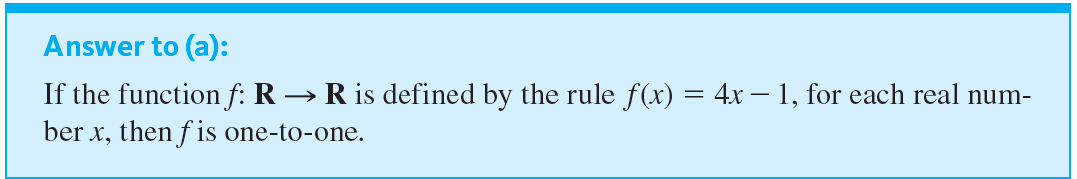 Answer to (a):
If the function f: R → R is defined by the rule f(x) = 4x − 1, for each real num-
ber x, then f is one-to-one.